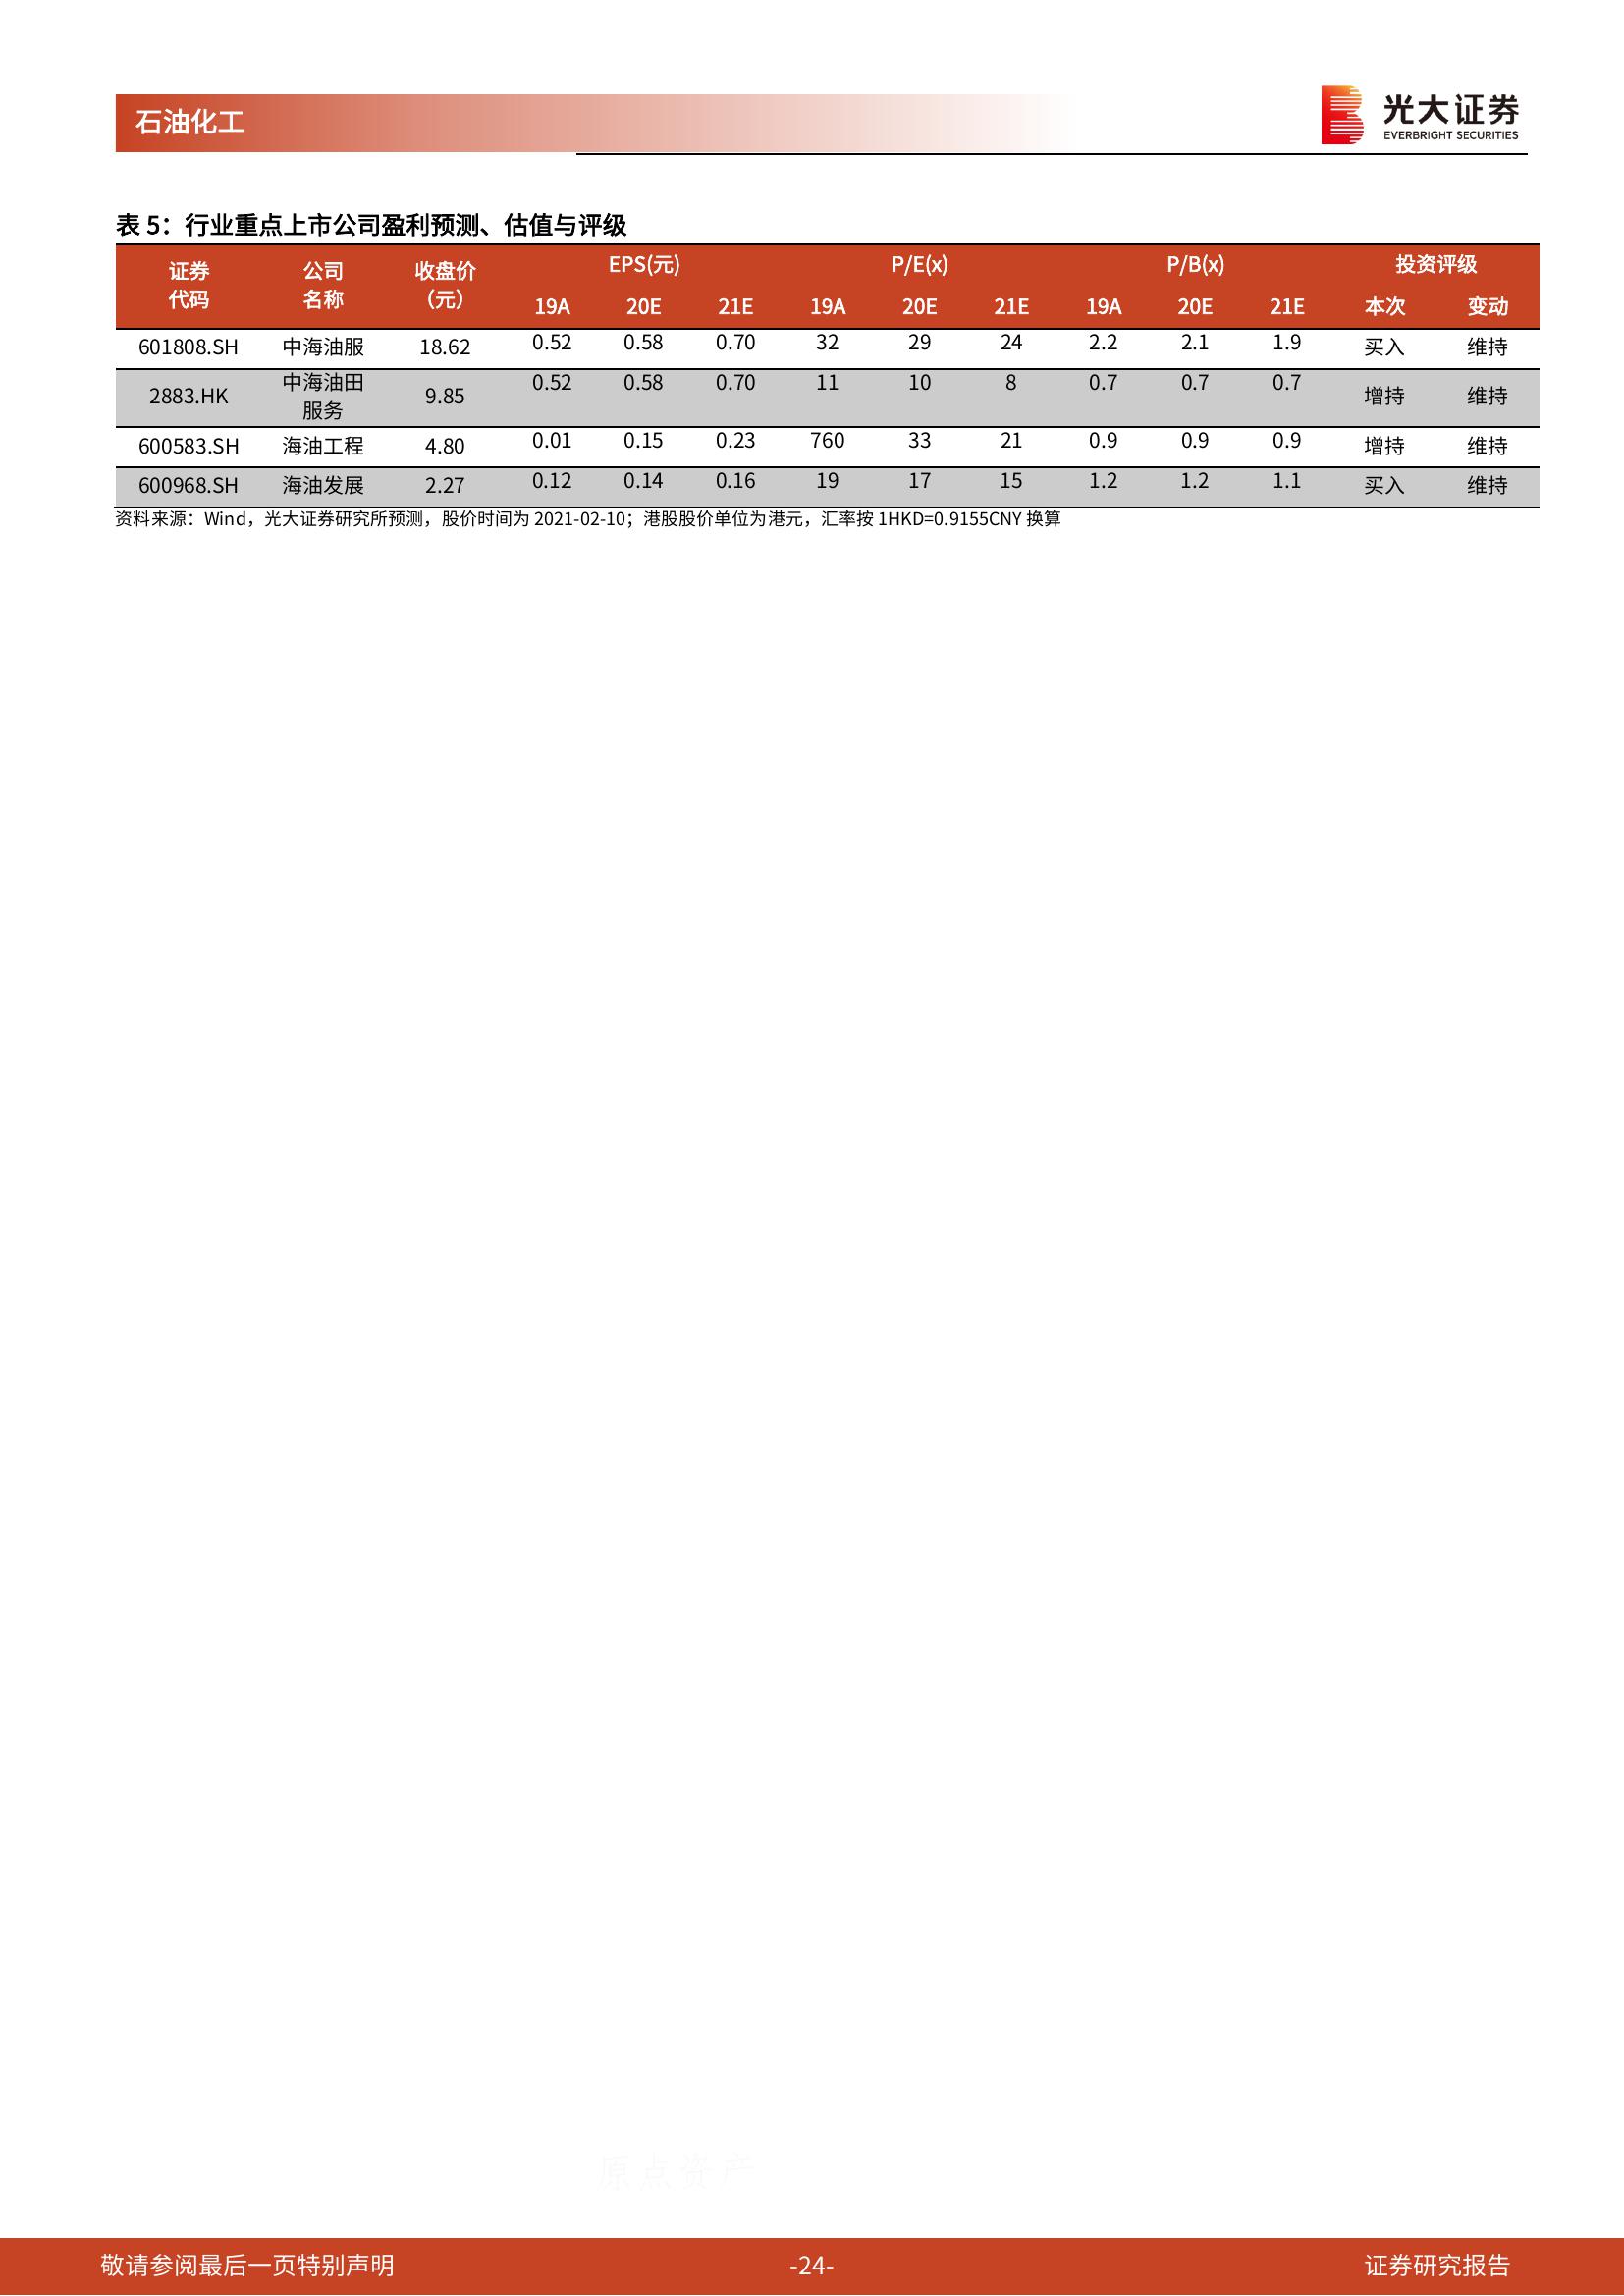 石油化工
光大证券
EVERBRIGHT SECURITIES
表 5：行业重点上市公司盈利预测、估值与评级
证券代码 公司名称 收盘价（元） EPS(元) P/E(x) P/B(x) 投资评级
19A 20E 21E 19A 20E 21E 19A 20E 21E 本次 变动
601808.SH 中海油服 18.62 0.52 0.58 0.70 32 29 24 2.2 2.1 1.9 买入 维持
2883.HK 中海油田服务 9.85 0.52 0.58 0.70 11 10 8 0.7 0.7 0.7 增持 维持
600583.SH 海油工程 4.80 0.01 0.15 0.23 760 33 21 0.9 0.9 0.9 增持 维持
600968.SH 海油发展 2.27 0.12 0.14 0.16 19 17 15 1.2 1.2 1.1 买入 维持
资料来源：Wind，光大证券研究所预测，股价时间为 2021-02-10；港股股价单位为港元，汇率按 1HKD=0.9155CNY 换算
原点资产
敬请参阅最后一页特别声明 -24- 证券研究报告